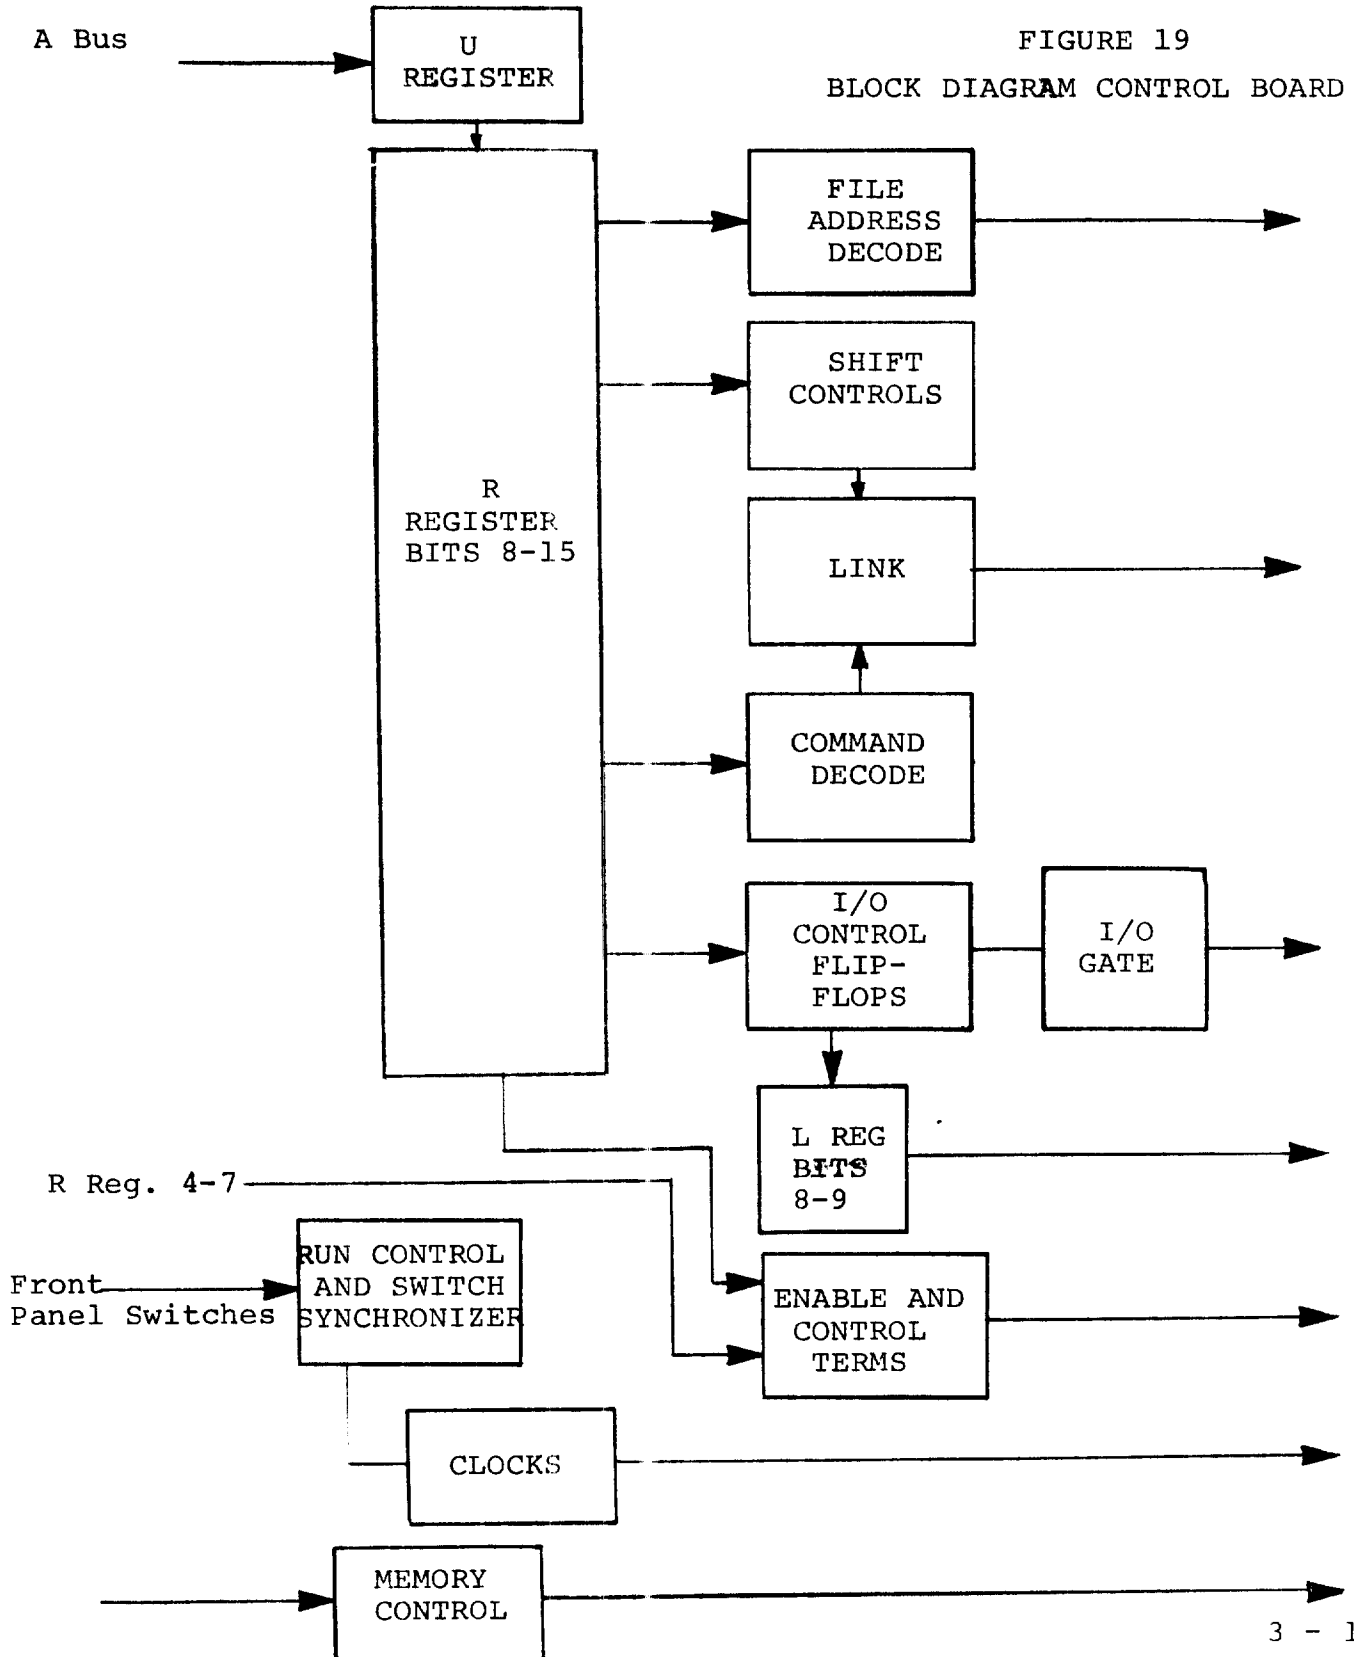 A Bus
U
REGISTER
FIGURE 19
BLOCK DIAGRAM CONTROL BOARD
FILE
ADDRESS
DECODE
SHIFT
CONTROLS
R
REGISTER
BITS 8-15
LINK
COMMAND
DECODE
I/O
CONTROL
FLIP-
FLOPS
I/O
GATE
L REG
BITS
8-9
R Reg. 4-7
RUN CONTROL
AND SWITCH
SYNCHRONIZER
Front
Panel Switches
ENABLE AND
CONTROL
TERMS
CLOCKS
MEMORY
CONTROL
3 - 1